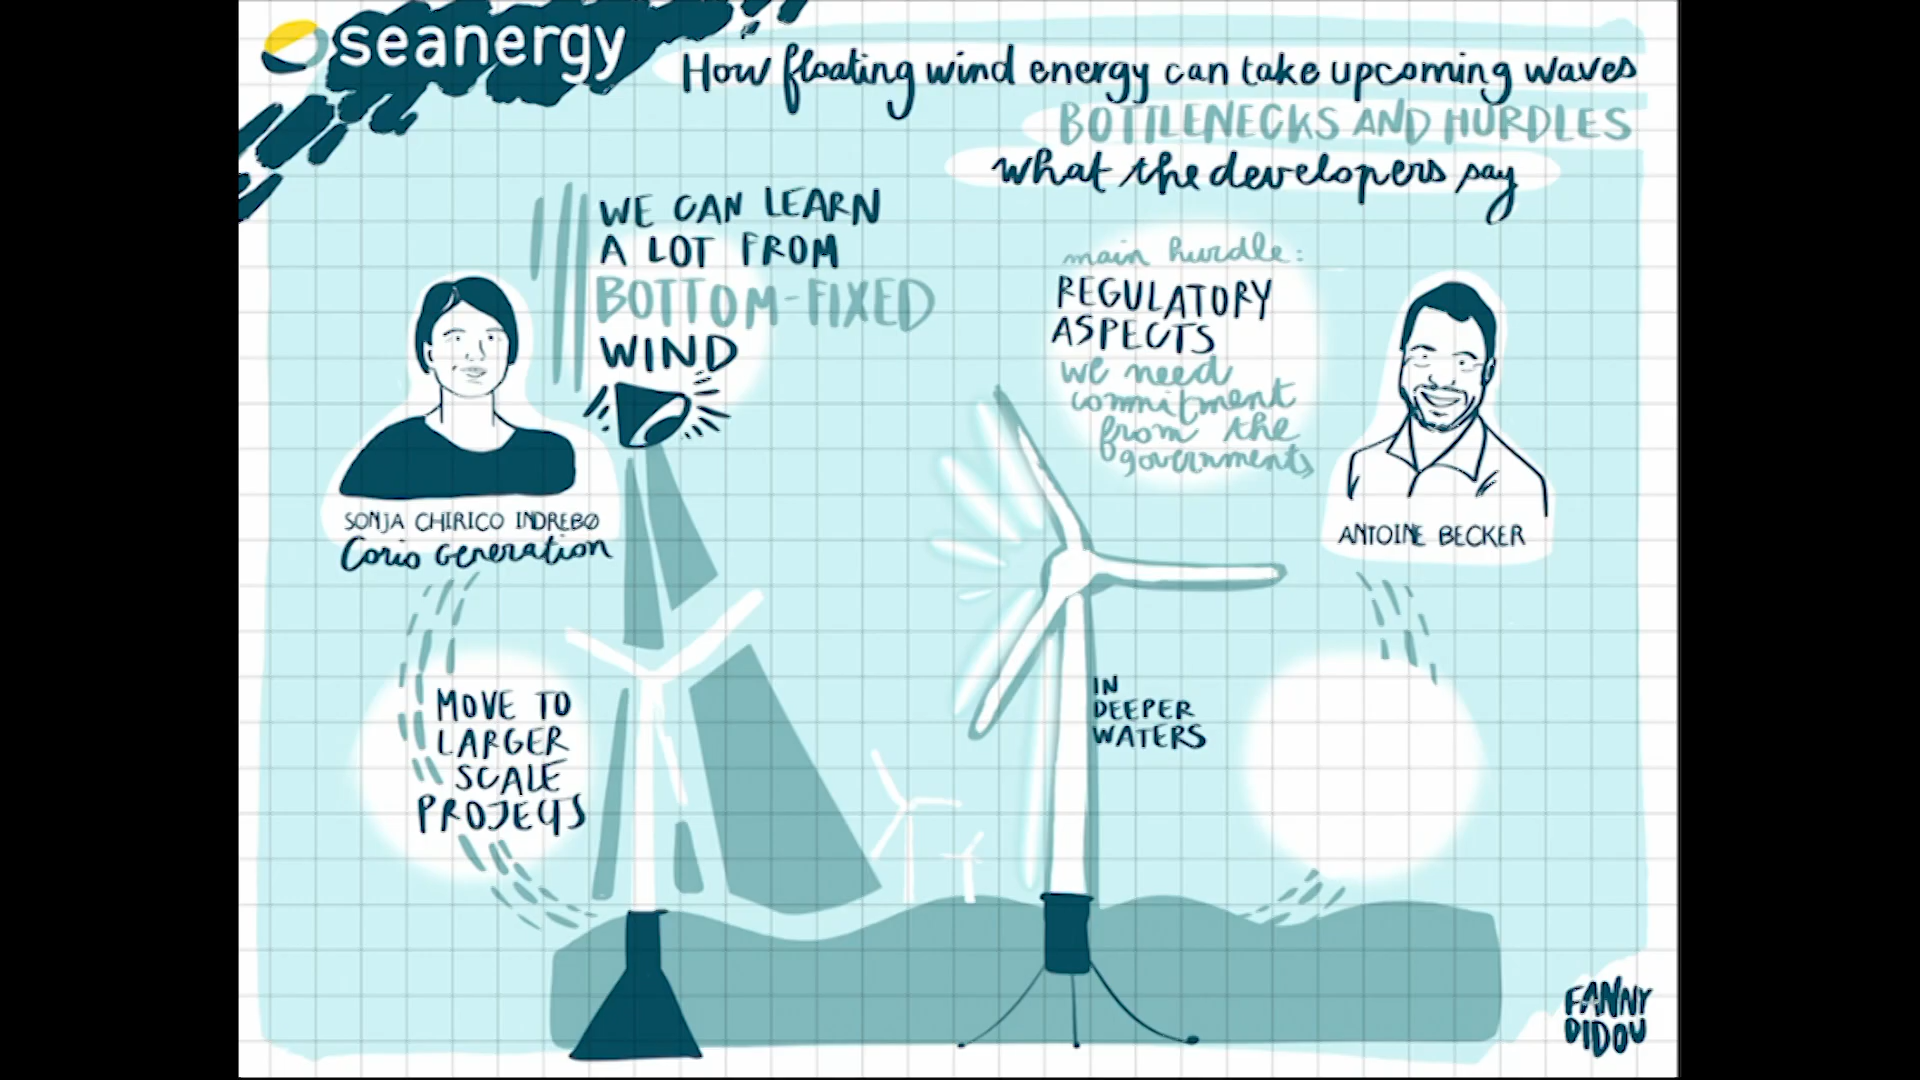 seanergy
How floating wind energy can take upcoming waves
BOTTLENECKS AND HURDLES
what the developers say
WE CAN LEARN
A LOT FROM
BOTTOM-FIXED
WIND
SONJA CHIRICO INDREBØ
Corio Generation
MOVE TO
LARGER
SCALE
PROJECTS
main hurdle:
REGULATORY
ASPECTS
we need
commitment
from the
governments
ANTOINE BECKER
IN
DEEPER
WATERS
FANNY
DIDOU